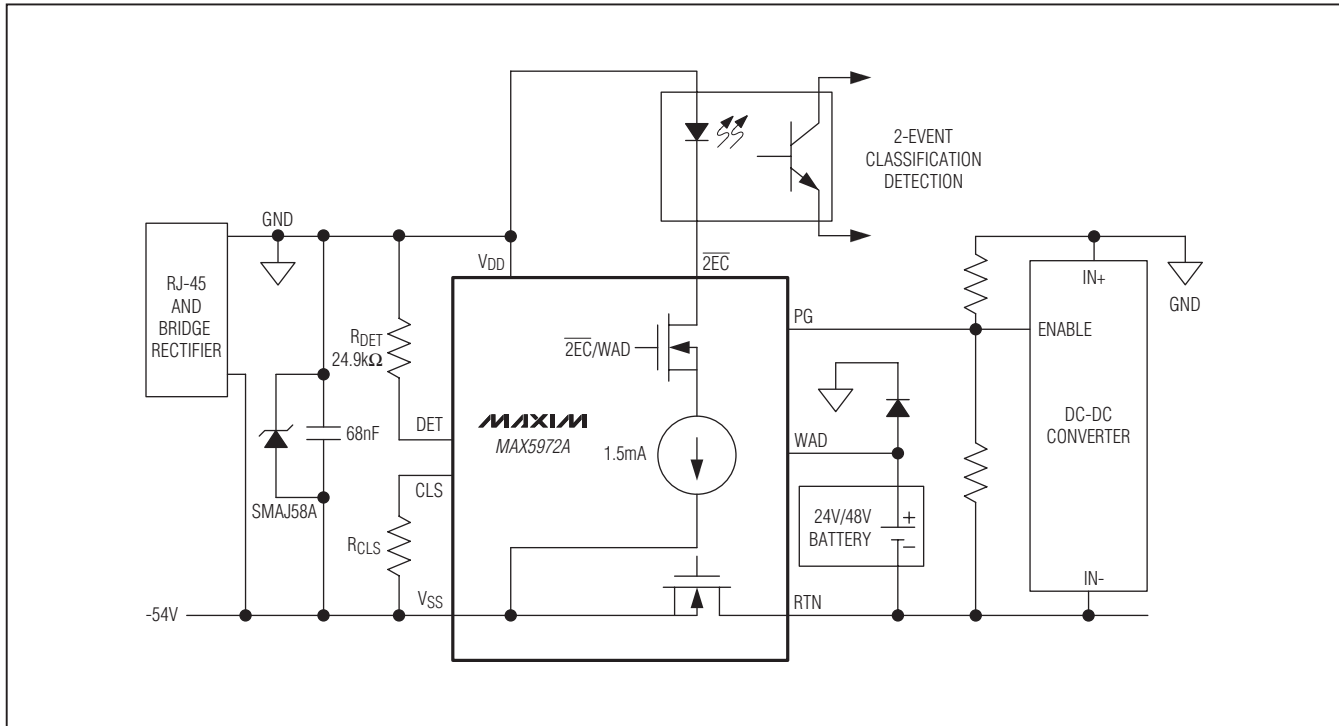 2-EVENT
CLASSIFICATION
DETECTION
GND
VDD
2EC
RJ-45
AND
BRIDGE
RECTIFIER
RDET
24.9kΩ
2EC/WAD
PG
IN+
GND
ENABLE
DET
MAXIM
MAX5972A
1.5mA
WAD
DC-DC
CONVERTER
68nF
CLS
SMAJ58A
RCLS
24V/48V
BATTERY
+
−
-54V
VSS
RTN
IN-